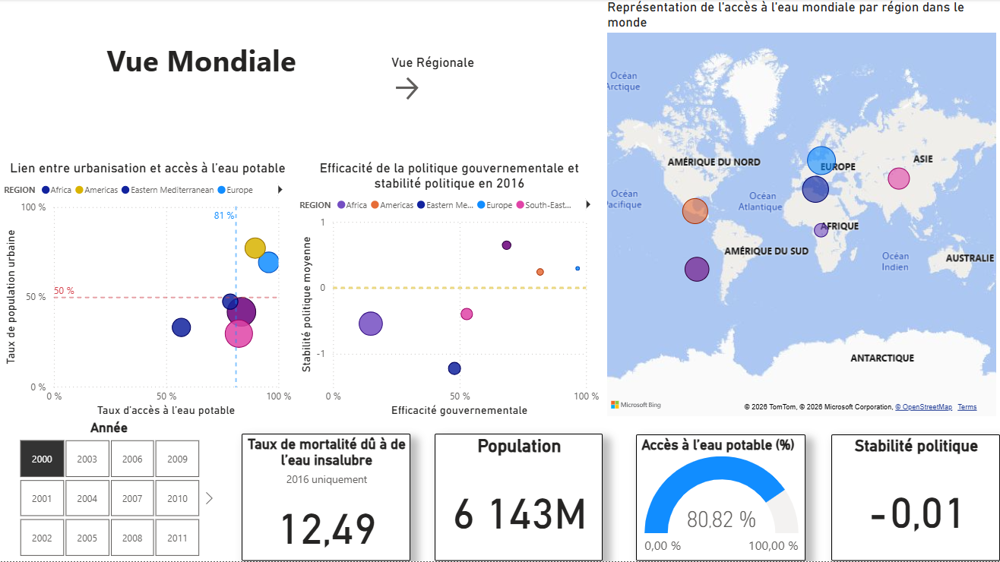 Vue Mondiale
Vue Régionale
Représentation de l'accès à l'eau mondiale par région dans le
monde
Océan
Arctique
AMÉRIQUE DU NORD
EUROPE
ASIE
Océan
Pacifique
Océan
Atlantique
AFRIQUE
AMÉRIQUE DU SUD
Océan
Indien
AUSTRALIE
ANTARCTIQUE
Microsoft Bing
© 2026 TomTom, © 2026 Microsoft Corporation, © OpenStreetMap Terms
Lien entre urbanisation et accès à l'eau potable
REGION Africa Americas Eastern Mediterranean Europe
100 %
81 %
50 %
50 %
0 %
0 % 50 % 100 %
Taux de population urbaine
Taux d'accès à l'eau potable
Efficacité de la politique gouvernementale et
stabilité politique en 2016
REGION Africa Americas Eastern Me... Europe South-East...
1
0
-1
0 % 50 % 100 %
Stabilité politique moyenne
Efficacité gouvernementale
Année
2000 2003 2006 2009
2001 2004 2007 2010
2002 2005 2008 2011
Taux de mortalité dû à de
l'eau insalubre
2016 uniquement
12,49
Population
6 143M
Accès à l'eau potable (%)
80,82 %
0,00 % 100,00 %
Stabilité politique
-0,01